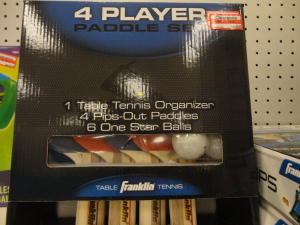 4 PLAYER
PADDLE SET
Clearance
1 Table Tennis Organizer
4 Pips-Out Paddles
6 One Star Balls
TABLE Franklin TENNIS